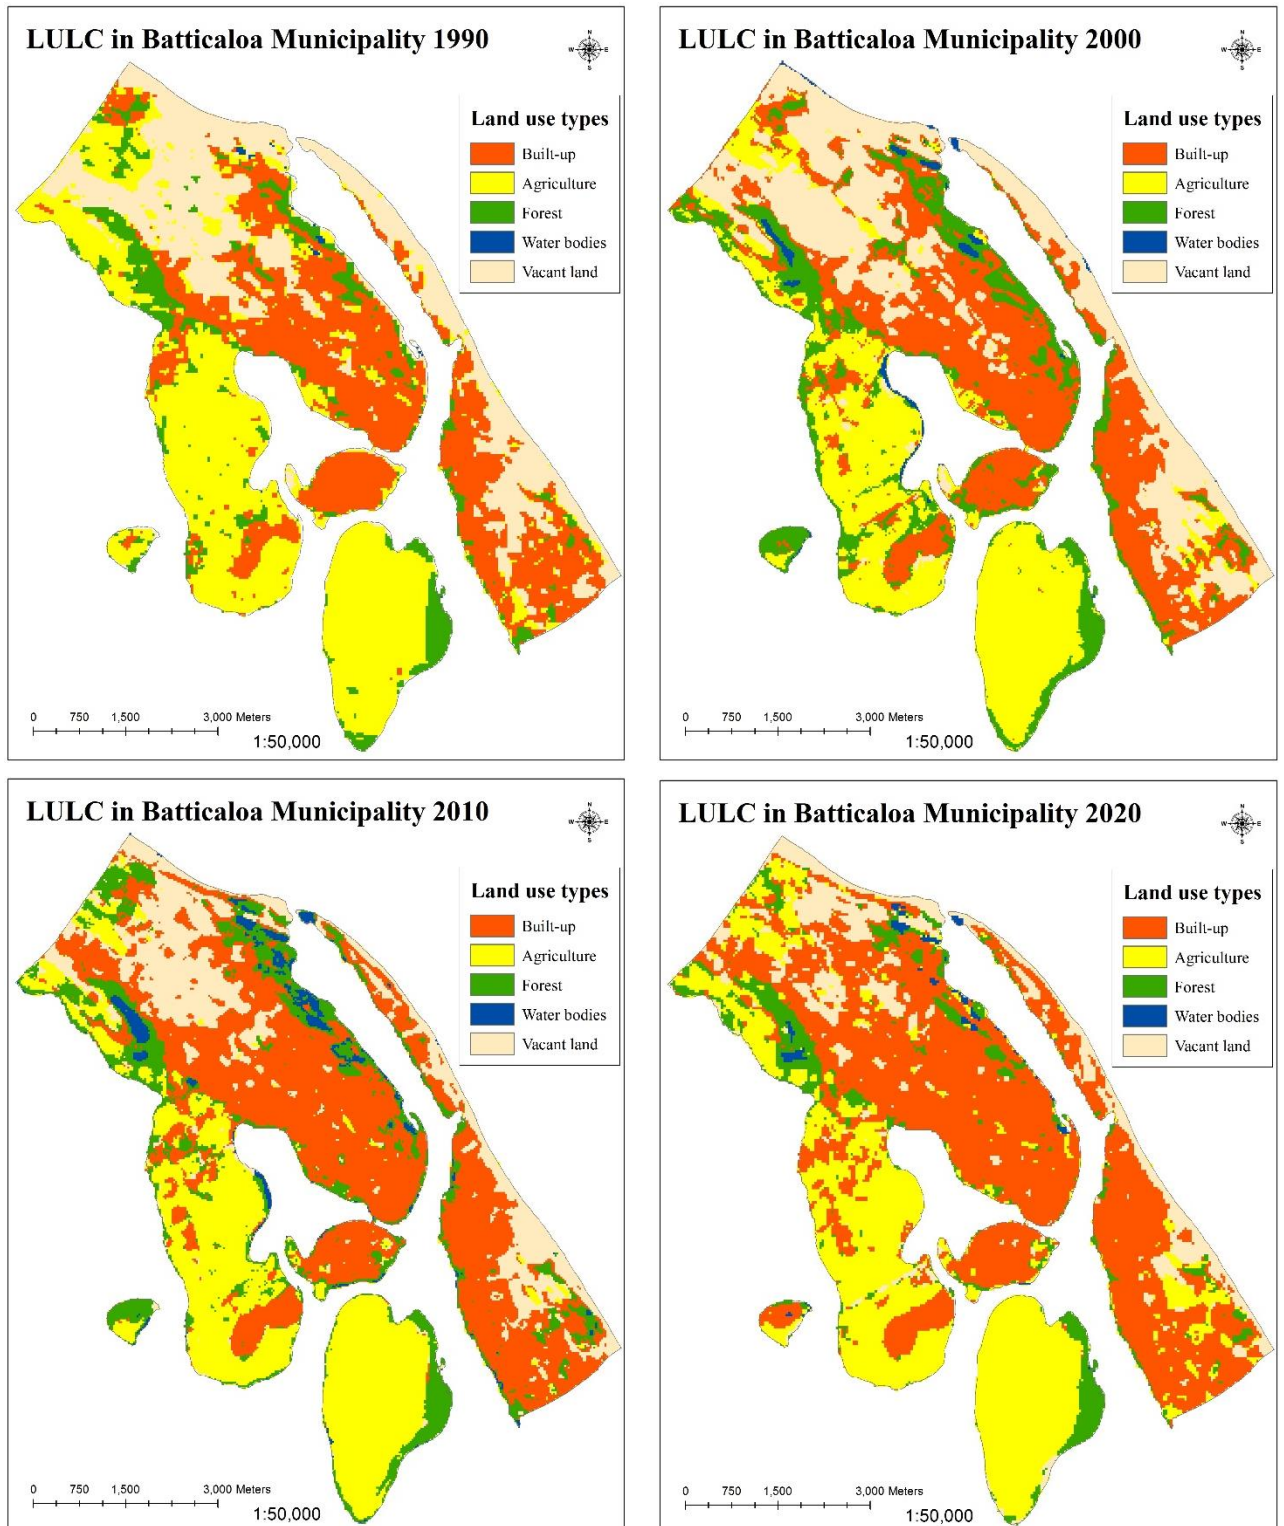 LULC in Batticaloa Municipality 1990
N
W E
S
Land use types
Built-up
Agriculture
Forest
Water bodies
Vacant land
0 750 1,500 3,000 Meters
1:50,000
LULC in Batticaloa Municipality 2000
N
W E
S
Land use types
Built-up
Agriculture
Forest
Water bodies
Vacant land
0 750 1,500 3,000 Meters
1:50,000
LULC in Batticaloa Municipality 2010
N
W E
S
Land use types
Built-up
Agriculture
Forest
Water bodies
Vacant land
0 750 1,500 3,000 Meters
1:50,000
LULC in Batticaloa Municipality 2020
N
W E
S
Land use types
Built-up
Agriculture
Forest
Water bodies
Vacant land
0 750 1,500 3,000 Meters
1:50,000